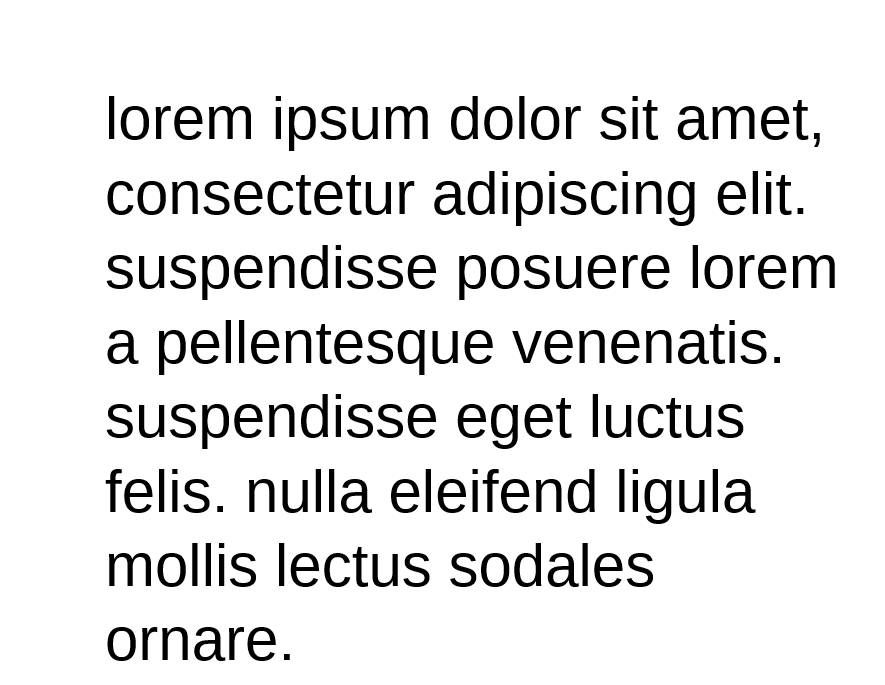 lorem ipsum dolor sit amet,
consectetur adipiscing elit.
suspendisse posuere lorem
a pellentesque venenatis.
suspendisse eget luctus
felis. nulla eleifend ligula
mollis lectus sodales
ornare.